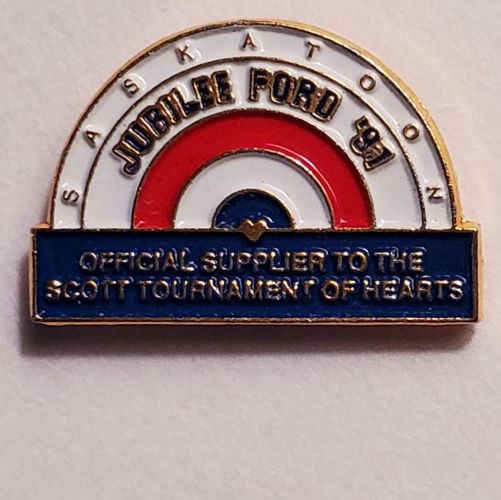 SASKATOON
JUBILEE FORD '97
OFFICIAL SUPPLIER TO THE
SCOTT TOURNAMENT OF HEARTS